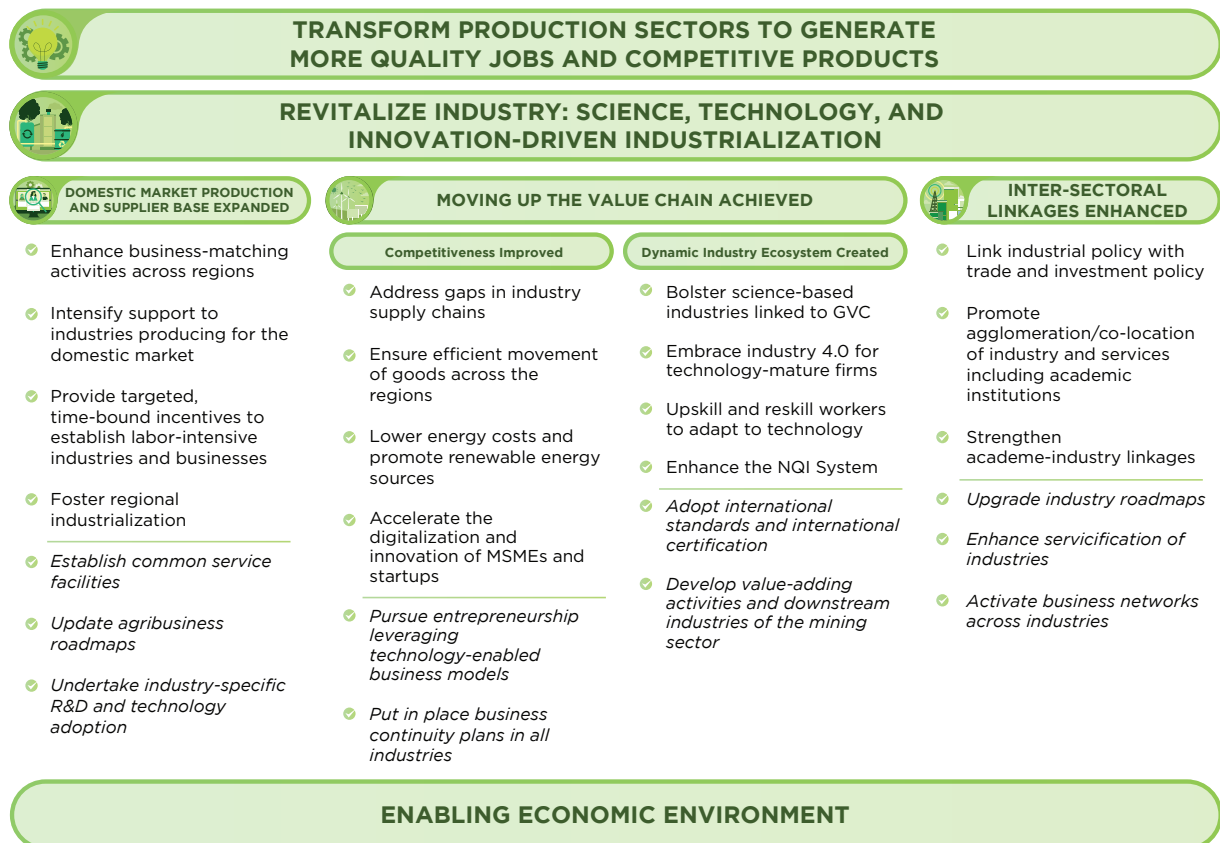 TRANSFORM PRODUCTION SECTORS TO GENERATE
MORE QUALITY JOBS AND COMPETITIVE PRODUCTS
REVITALIZE INDUSTRY: SCIENCE, TECHNOLOGY, AND
INNOVATION-DRIVEN INDUSTRIALIZATION
DOMESTIC MARKET PRODUCTION
AND SUPPLIER BASE EXPANDED
Enhance business-matching
activities across regions
Intensify support to
industries producing for the
domestic market
Provide targeted,
time-bound incentives to
establish labor-intensive
industries and businesses
Foster regional
industrialization
Establish common service
facilities
Update agribusiness
roadmaps
Undertake industry-specific
R&D and technology
adoption
MOVING UP THE VALUE CHAIN ACHIEVED
Competitiveness Improved
Address gaps in industry
supply chains
Ensure efficient movement
of goods across the
regions
Lower energy costs and
promote renewable energy
sources
Accelerate the
digitalization and
innovation of MSMEs and
startups
Pursue entrepreneurship
leveraging
technology-enabled
business models
Put in place business
continuity plans in all
industries
Dynamic Industry Ecosystem Created
Bolster science-based
industries linked to GVC
Embrace industry 4.0 for
technology-mature firms
Upskill and reskill workers
to adapt to technology
Enhance the NQI System
Adopt international
standards and international
certification
Develop value-adding
activities and downstream
industries of the mining
sector
INTER-SECTORAL
LINKAGES ENHANCED
Link industrial policy with
trade and investment policy
Promote
agglomeration/co-location
of industry and services
including academic
institutions
Strengthen
academe-industry linkages
Upgrade industry roadmaps
Enhance servicification of
industries
Activate business networks
across industries
ENABLING ECONOMIC ENVIRONMENT